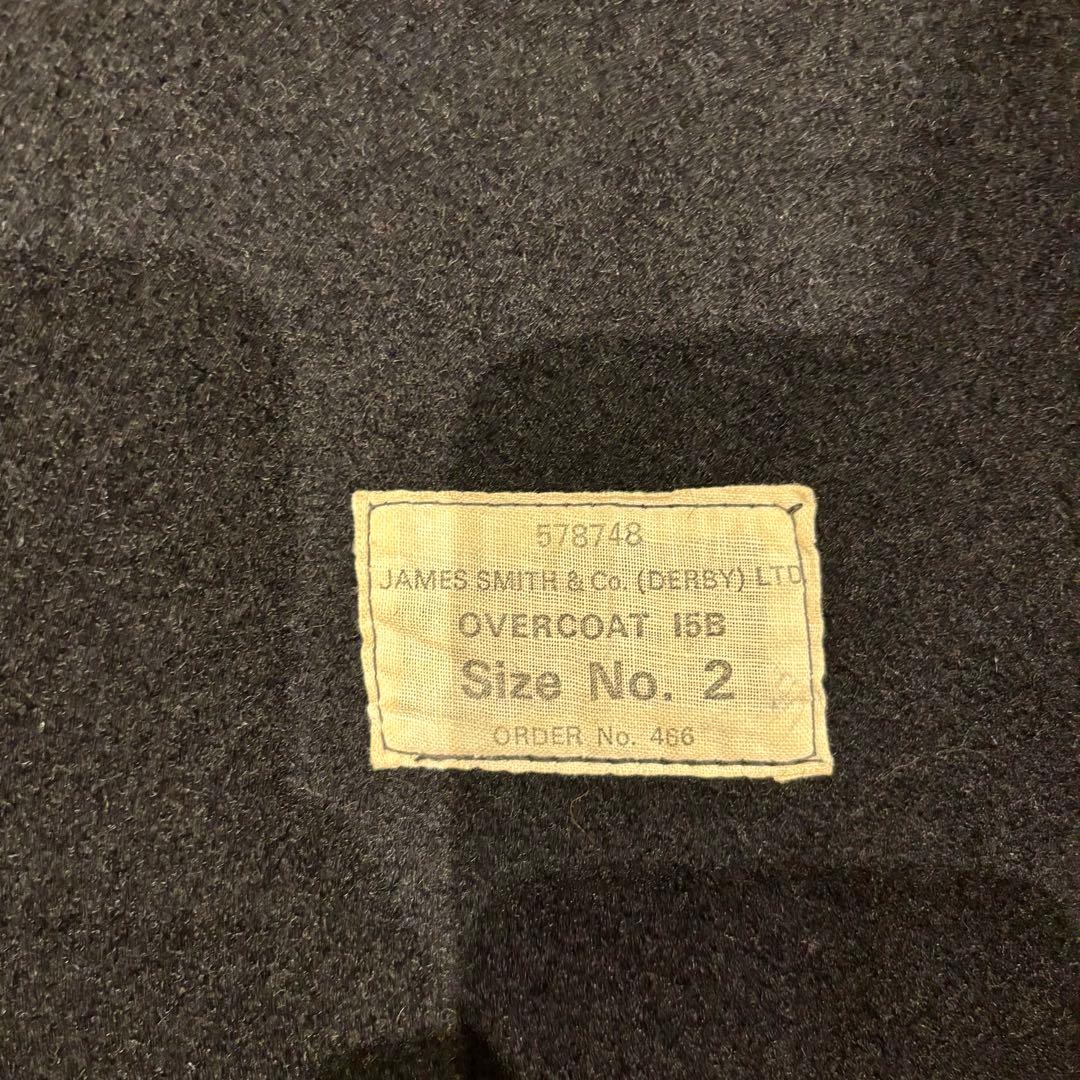 578748
JAMES SMITH & Co. (DERBY) LTD
OVERCOAT 15B
Size No. 2
ORDER No. 466